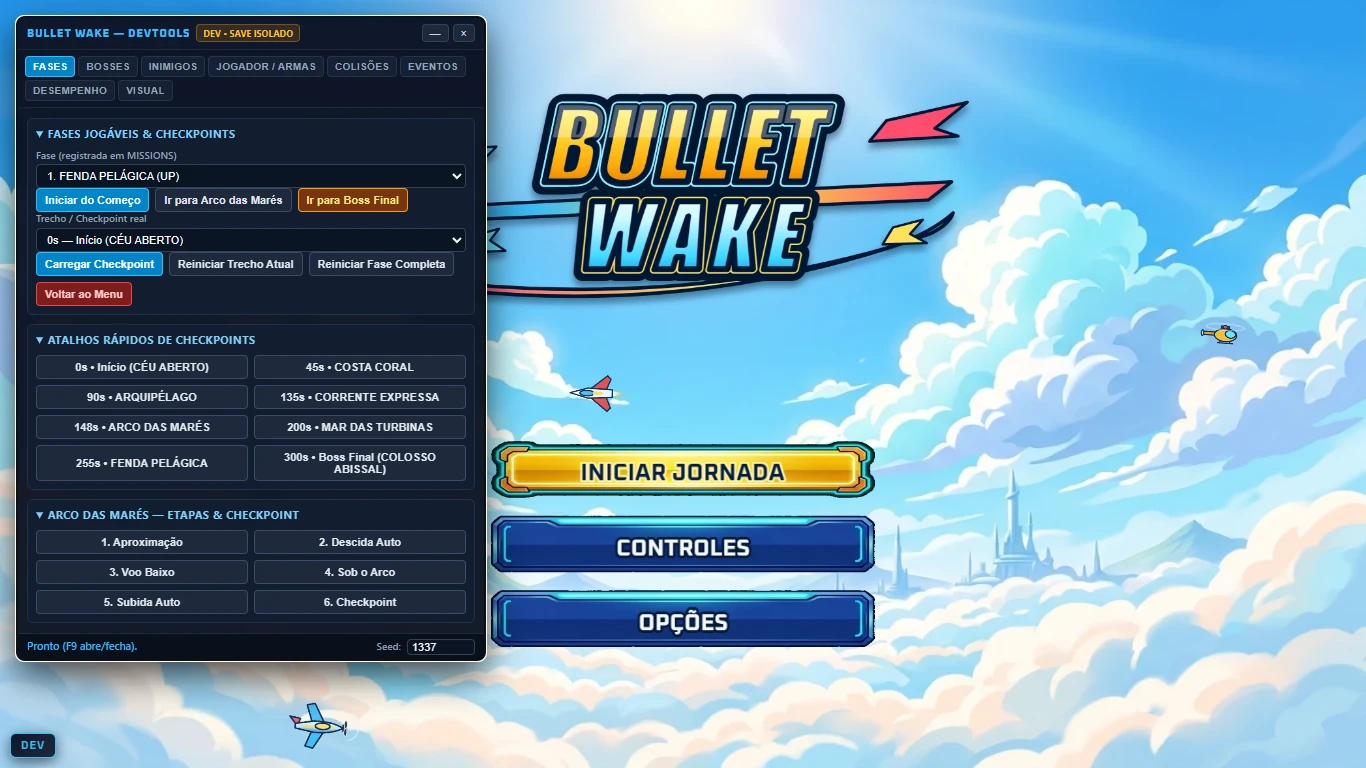 BULLET WAKE — DEVTOOLS
DEV • SAVE ISOLADO
— ×
FASES
BOSSES
INIMIGOS
JOGADOR / ARMAS
COLISÕES
EVENTOS
DESEMPENHO
VISUAL
▼ FASES JOGÁVEIS & CHECKPOINTS
Fase (registrada em MISSIONS)
1. FENDA PELÁGICA (UP)
Iniciar do Começo
Ir para Arco das Marés
Ir para Boss Final
Trecho / Checkpoint real
0s — Início (CÉU ABERTO)
Carregar Checkpoint
Reiniciar Trecho Atual
Reiniciar Fase Completa
Voltar ao Menu
▼ ATALHOS RÁPIDOS DE CHECKPOINTS
0s • Início (CÉU ABERTO)
45s • COSTA CORAL
90s • ARQUIPÉLAGO
135s • CORRENTE EXPRESSA
148s • ARCO DAS MARÉS
200s • MAR DAS TURBINAS
255s • FENDA PELÁGICA
300s • Boss Final (COLOSSO
ABISSAL)
▼ ARCO DAS MARÉS — ETAPAS & CHECKPOINT
1. Aproximação
2. Descida Auto
3. Voo Baixo
4. Sob o Arco
5. Subida Auto
6. Checkpoint
Pronto (F9 abre/fecha).
Seed: 1337
DEV
BULLET
WAKE
INICIAR JORNADA
CONTROLES
OPÇÕES